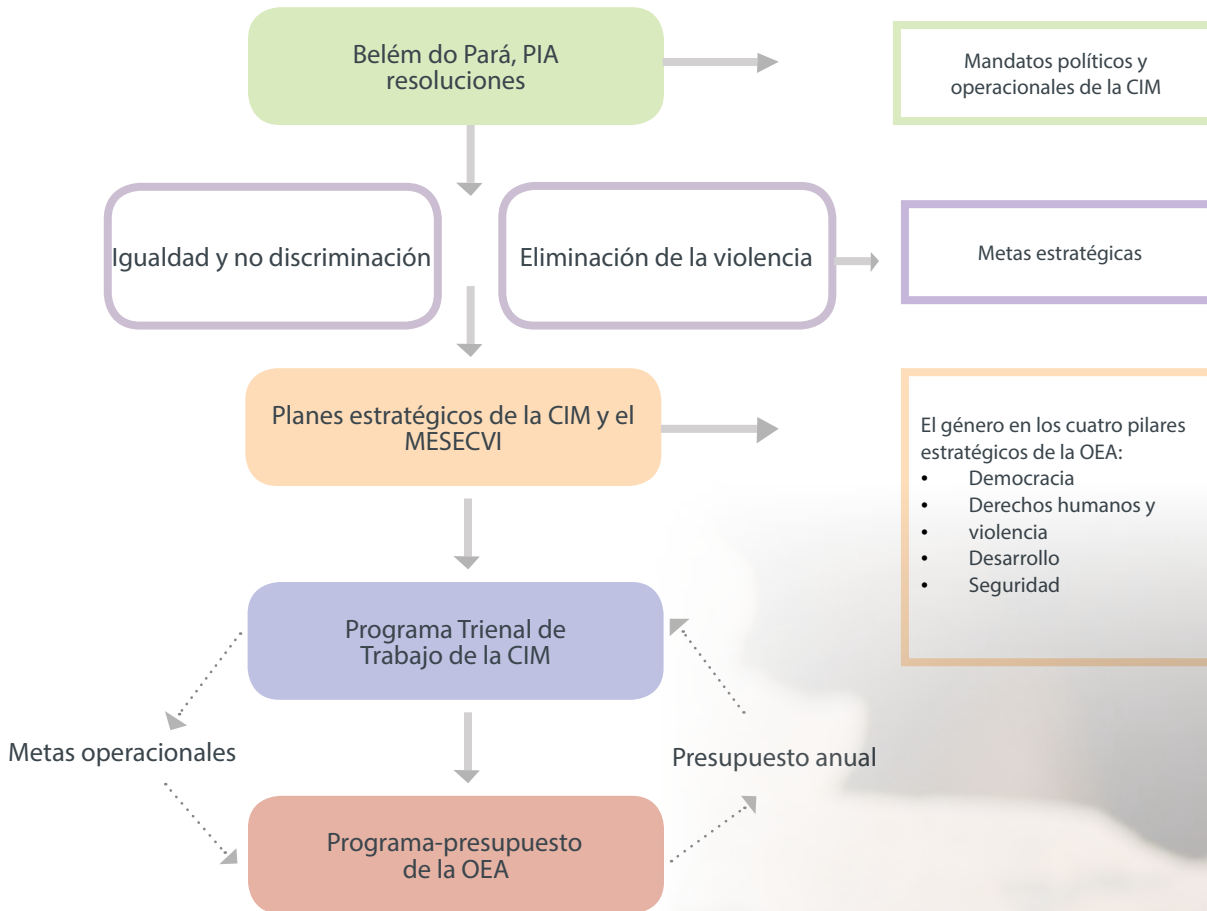 Belém do Pará, PIA
resoluciones
Mandatos políticos y
operacionales de la CIM
Igualdad y no discriminación
Eliminación de la violencia
Metas estratégicas
Planes estratégicos de la CIM y el
MESECVI
El género en los cuatro pilares
estratégicos de la OEA:
• Democracia
• Derechos humanos y
• violencia
• Desarrollo
• Seguridad
Programa Trienal de
Trabajo de la CIM
Metas operacionales
Presupuesto anual
Programa-presupuesto
de la OEA